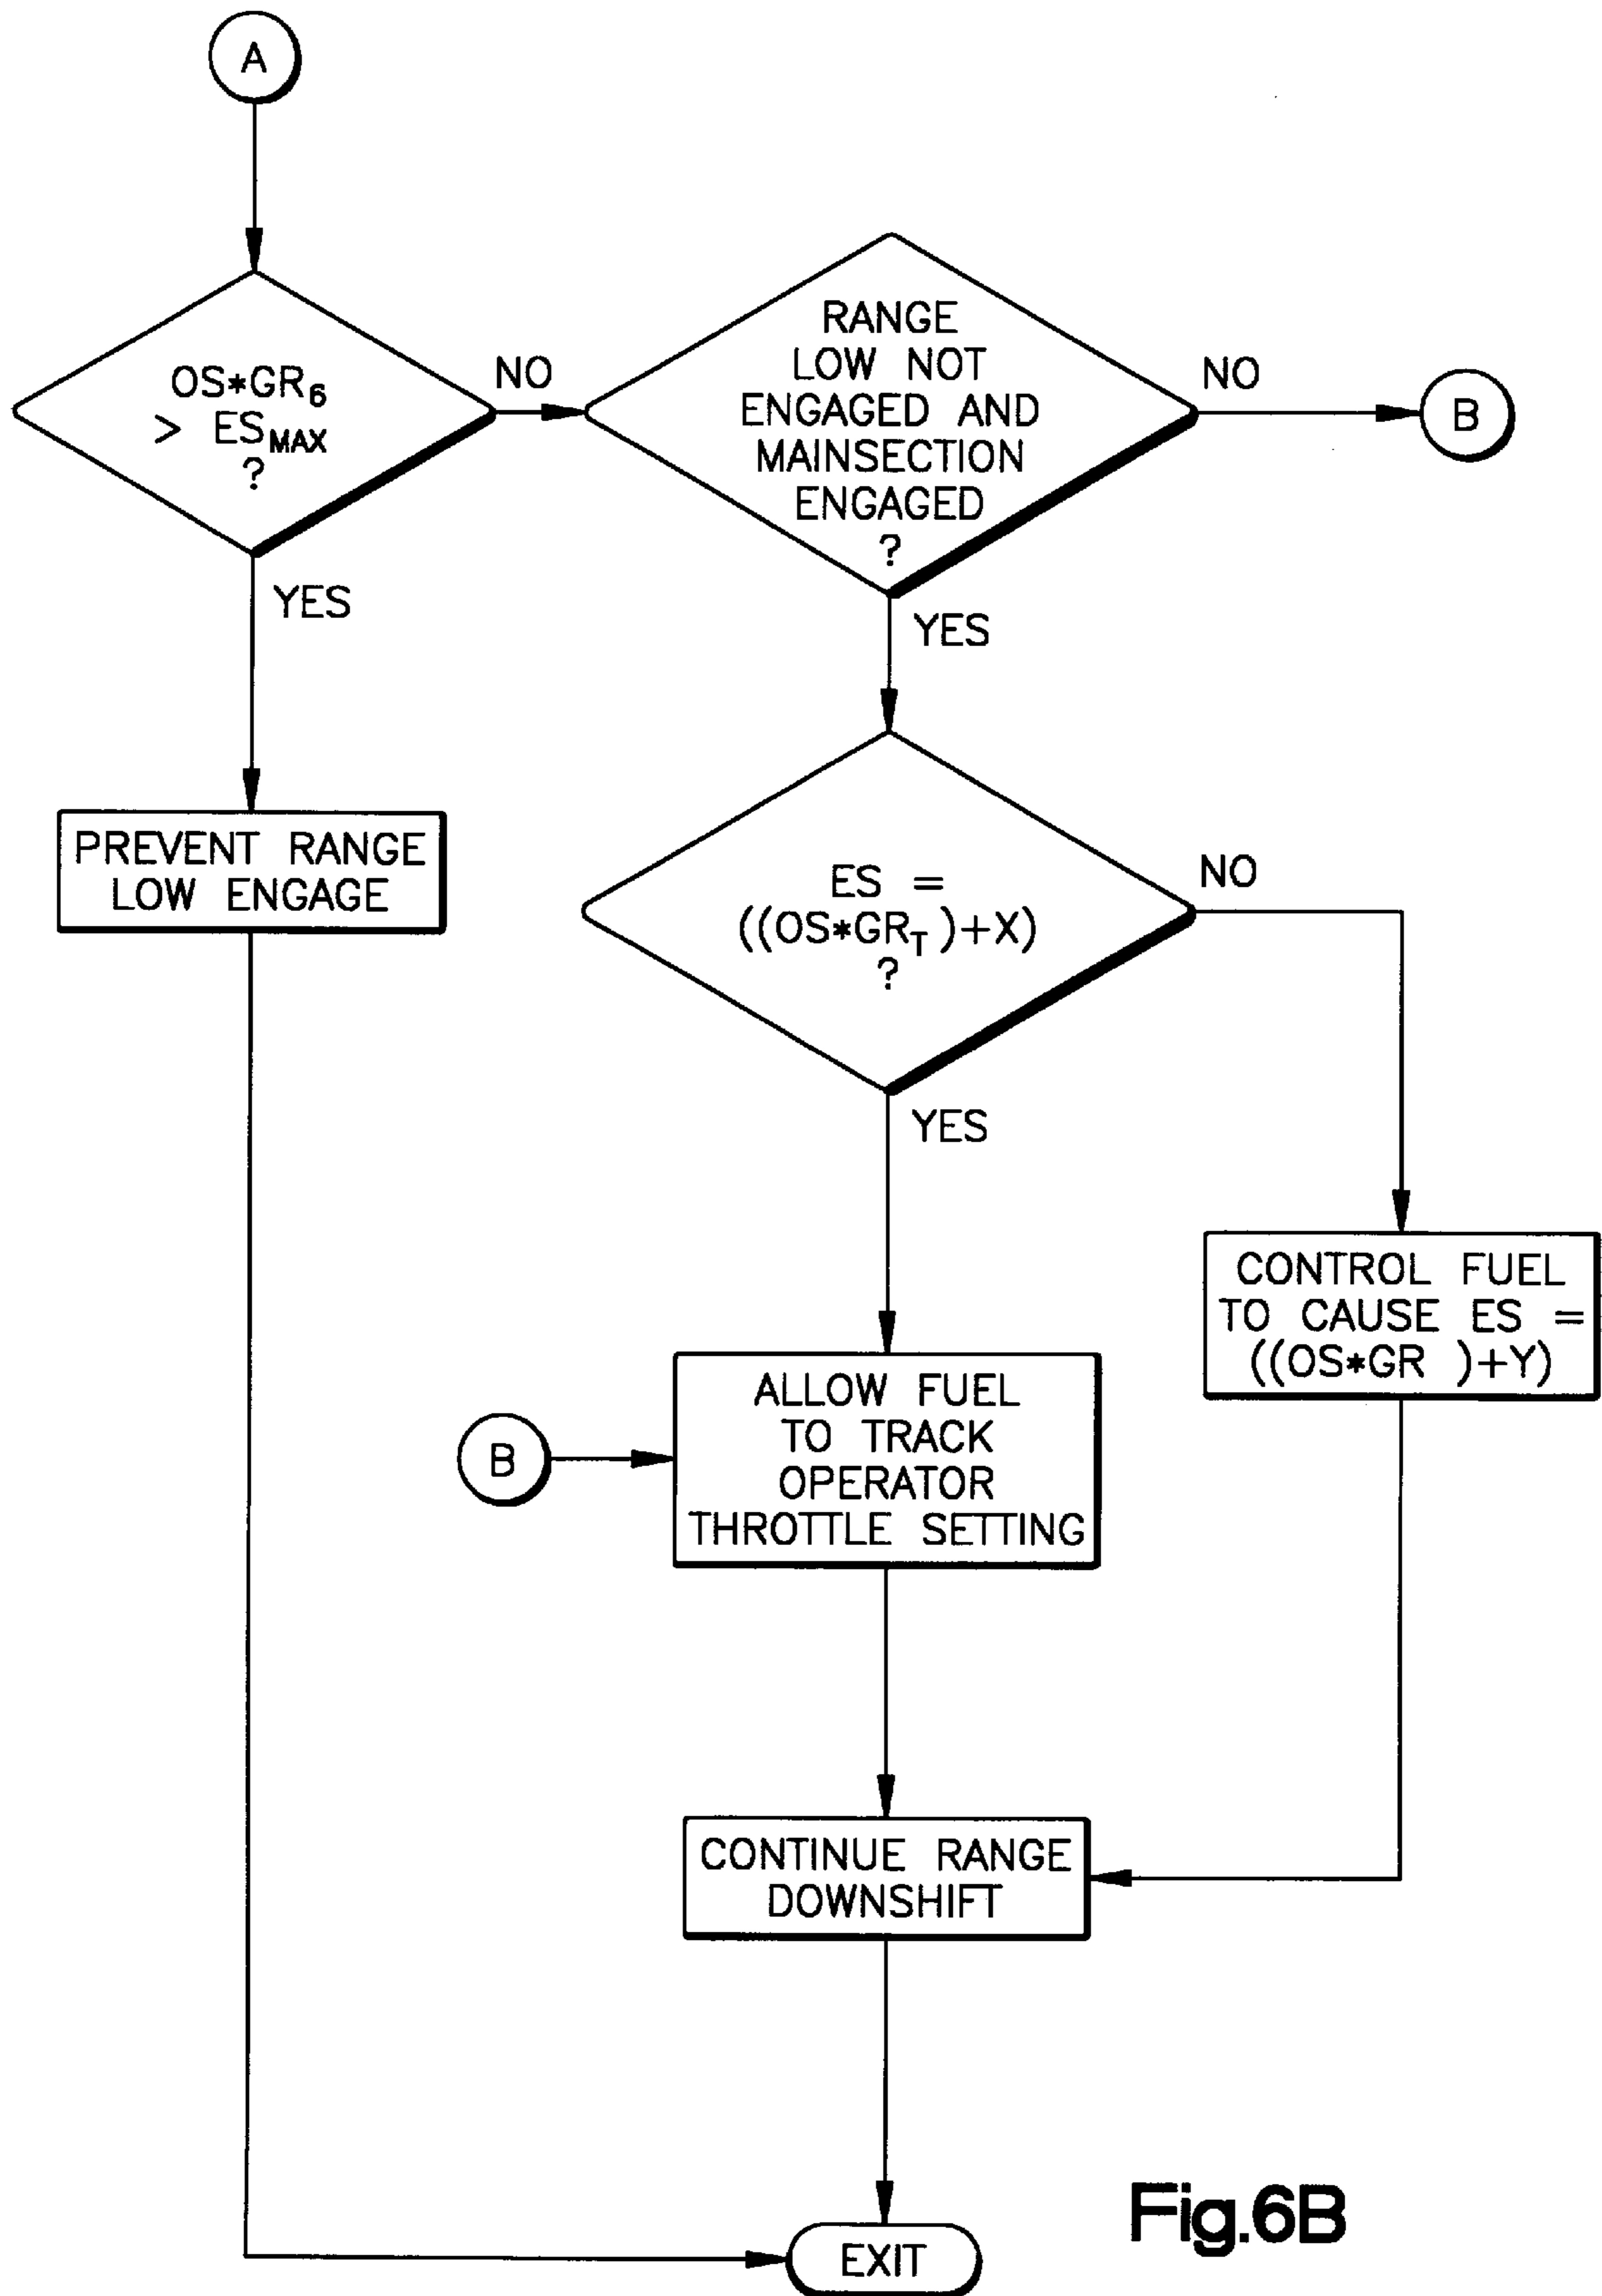 A
OS*GR6
> ESMAX
?
NO
YES
RANGE
LOW NOT
ENGAGED AND
MAINSECTION
ENGAGED
?
NO
B
YES
PREVENT RANGE
LOW ENGAGE
ES =
((OS*GRT )+X)
?
NO
YES
CONTROL FUEL
TO CAUSE ES =
((OS*GR )+Y)
B
ALLOW FUEL
TO TRACK
OPERATOR
THROTTLE SETTING
CONTINUE RANGE
DOWNSHIFT
EXIT
Fig.6B